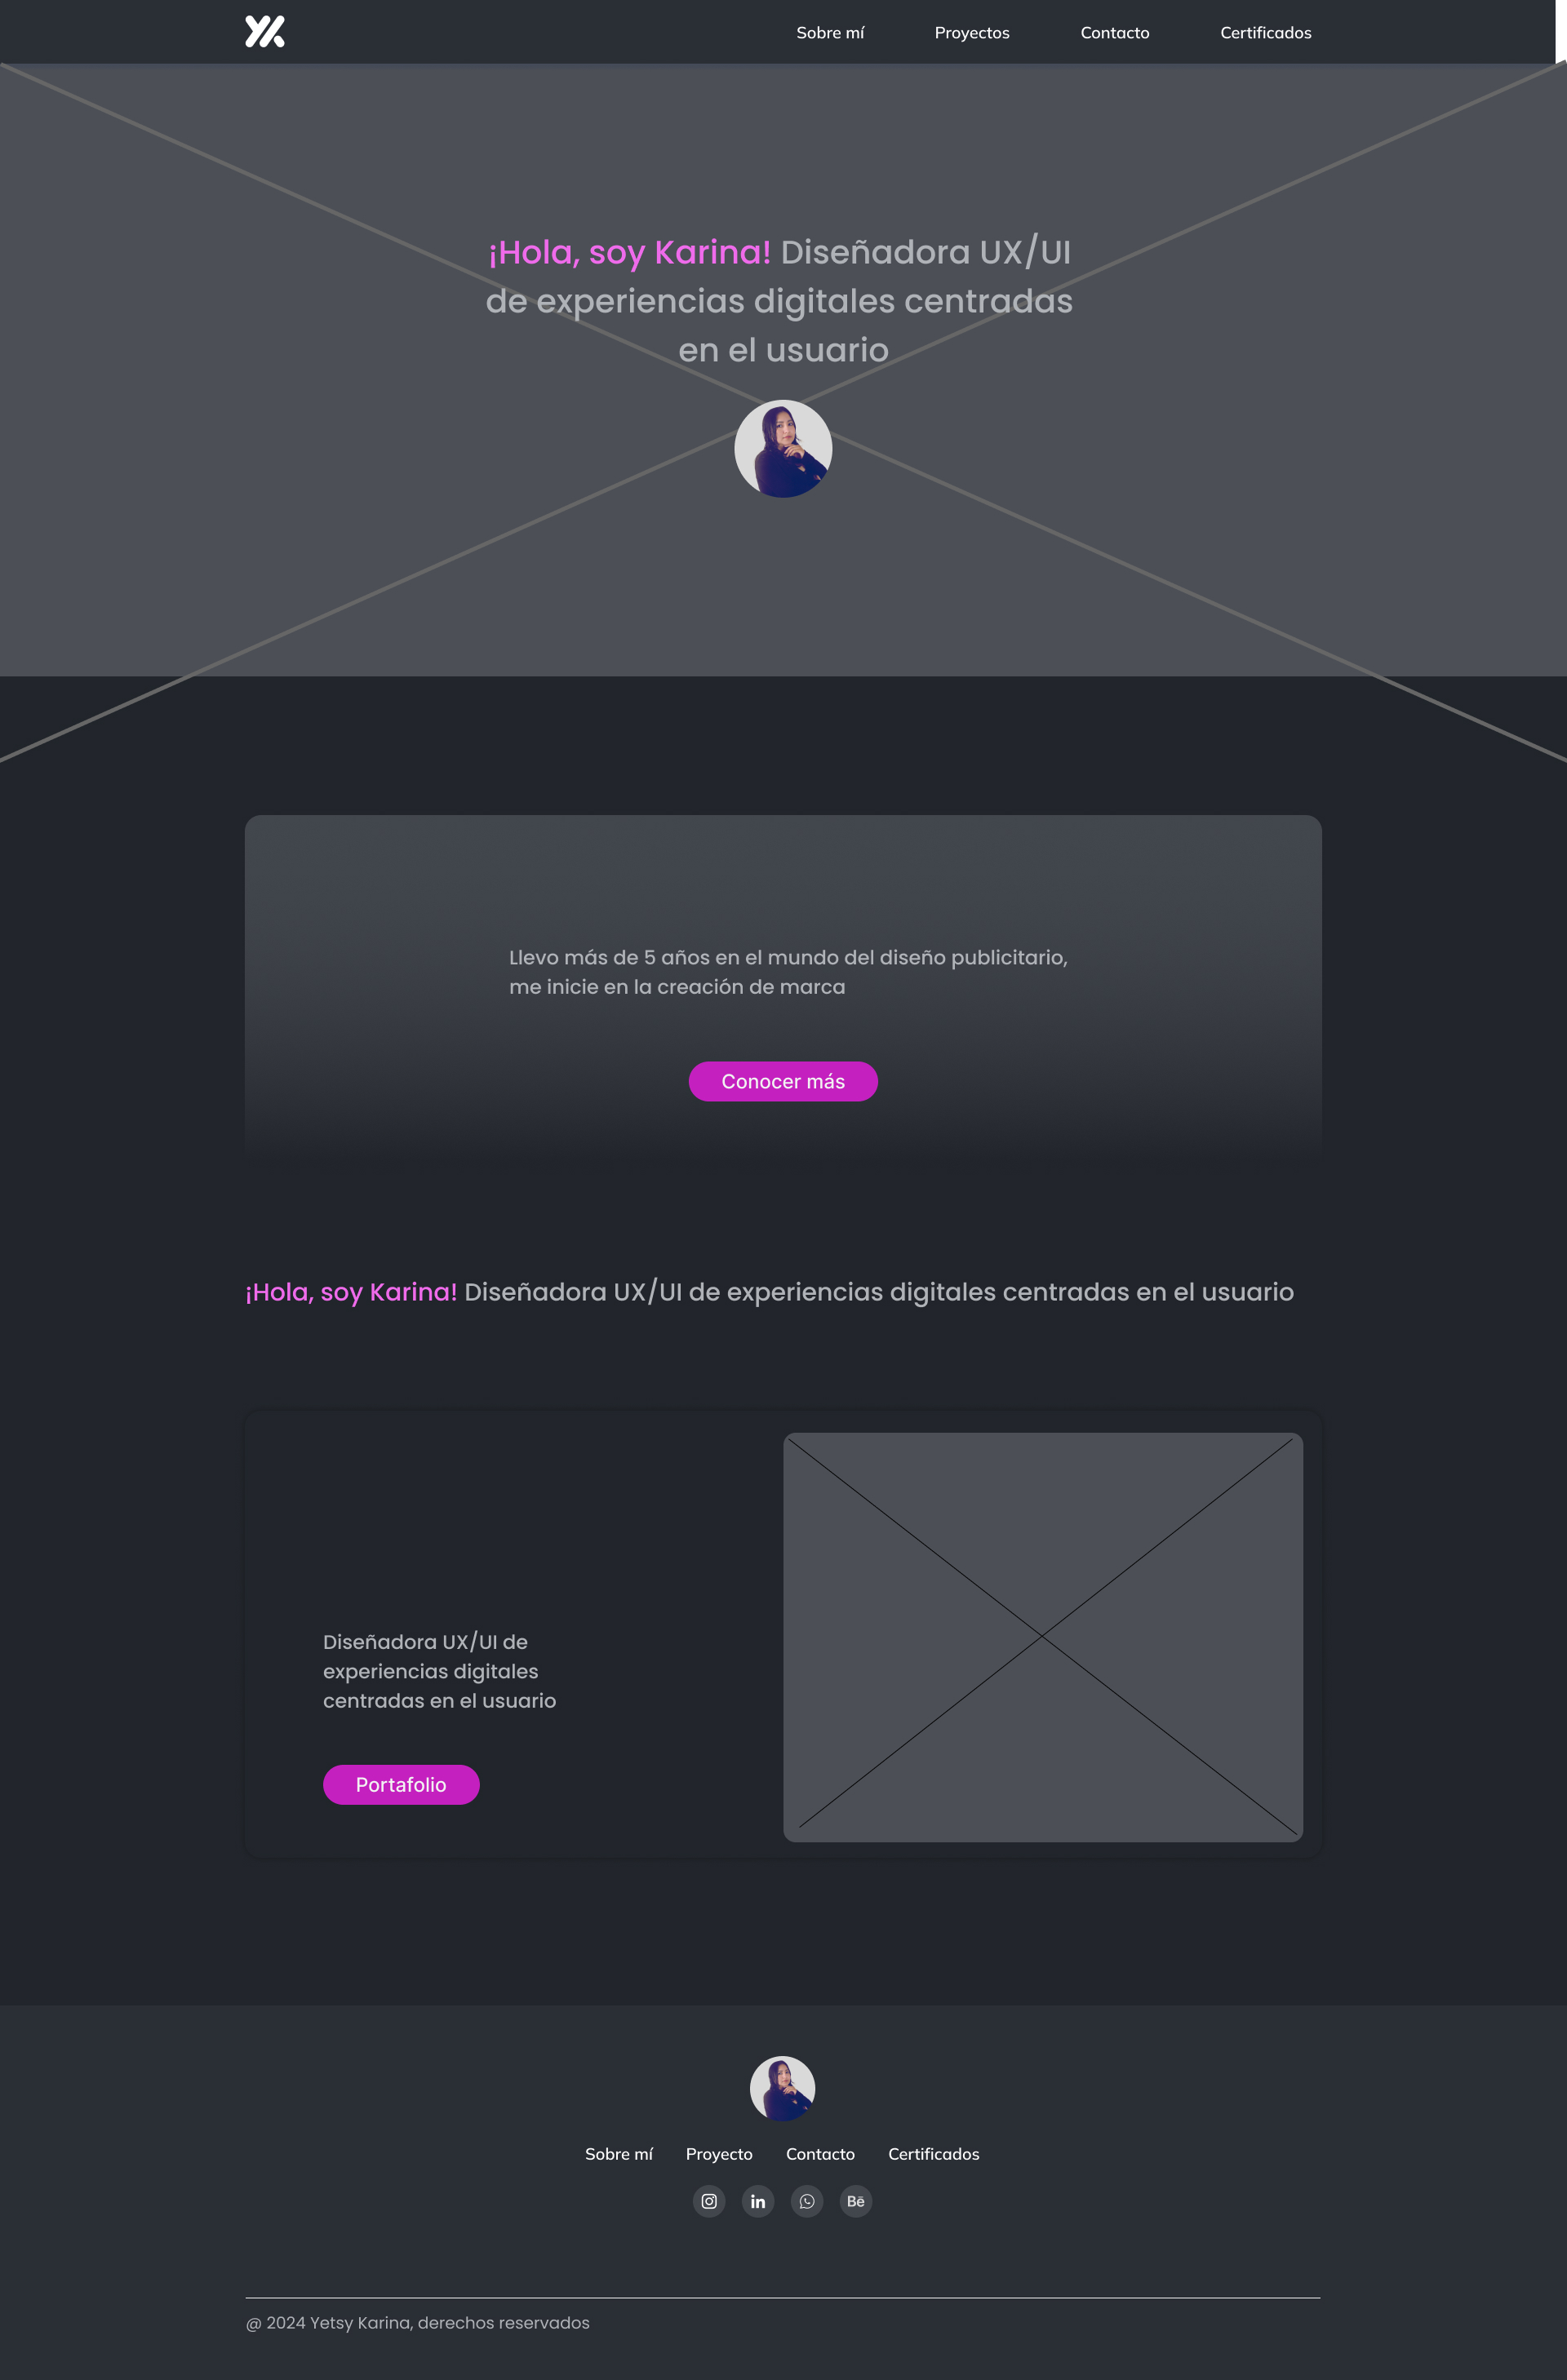 Sobre mí Proyectos Contacto Certificados
¡Hola, soy Karina! Diseñadora UX/UI
de experiencias digitales centradas
en el usuario
Llevo más de 5 años en el mundo del diseño publicitario,
me inicie en la creación de marca
Conocer más
¡Hola, soy Karina! Diseñadora UX/UI de experiencias digitales centradas en el usuario
Diseñadora UX/UI de
experiencias digitales
centradas en el usuario
Portafolio
Sobre mí Proyecto Contacto Certificados
in Bē
@ 2024 Yetsy Karina, derechos reservados